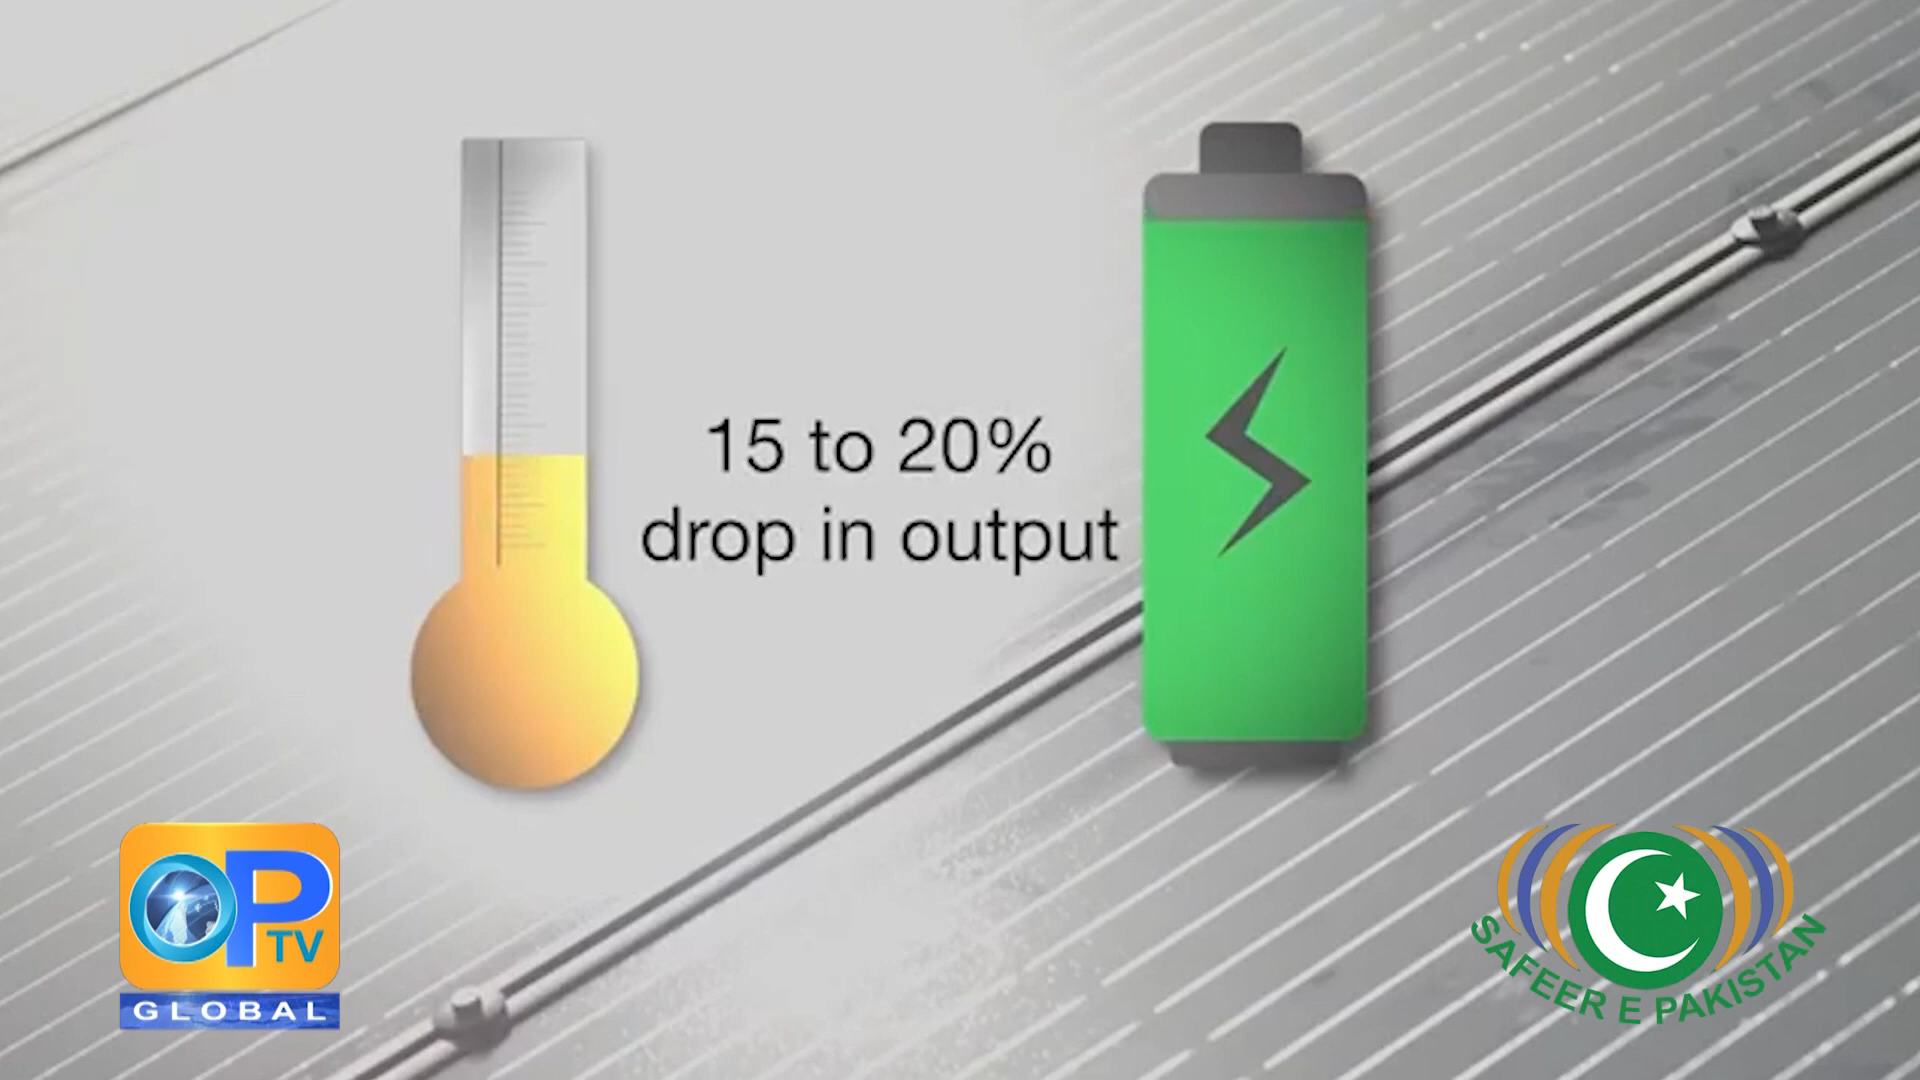 15 to 20%
drop in output
OP
TV
GLOBAL
SAFEER E PAKISTAN